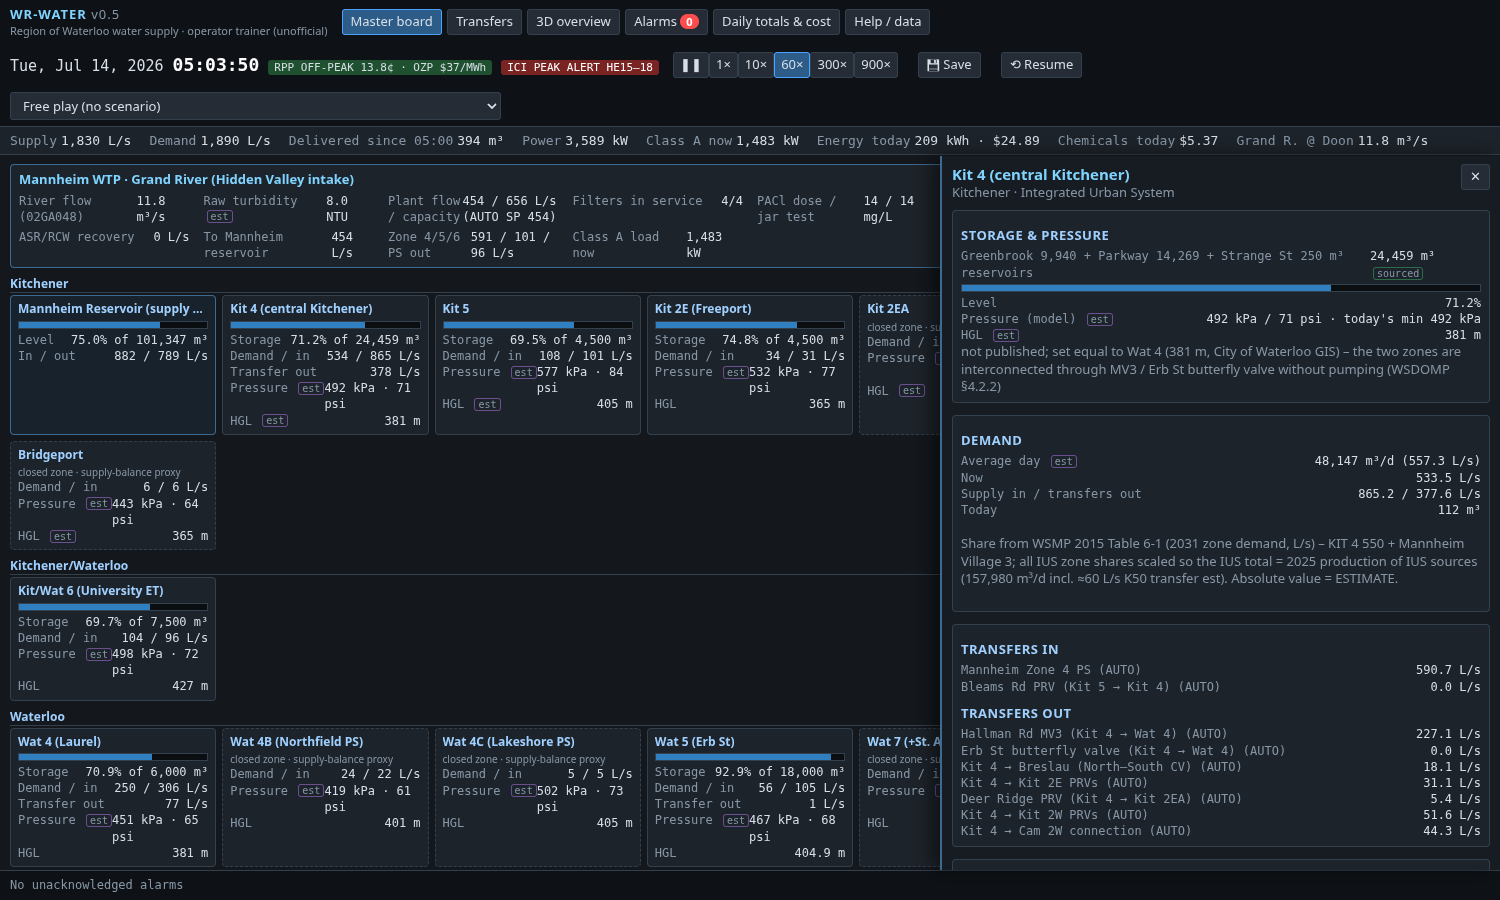 WR-WATER v0.5
Region of Waterloo water supply · operator trainer (unofficial)
Master board
Transfers
3D overview
Alarms 0
Daily totals & cost
Help / data
Tue, Jul 14, 2026 05:03:50
RPP OFF-PEAK 13.8¢ · OZP $37/MWh
ICI PEAK ALERT HE15–18
❚❚
1×
10×
60×
300×
900×
💾 Save
⟲ Resume
Free play (no scenario)
Supply 1,830 L/s Demand 1,890 L/s Delivered since 05:00 394 m³ Power 3,589 kW Class A now 1,483 kW Energy today 209 kWh · $24.89 Chemicals today $5.37 Grand R. @ Doon 11.8 m³/s
Mannheim WTP · Grand River (Hidden Valley intake)
River flow (02GA048) 11.8 m³/s
Raw turbidity est 8.0 NTU
Plant flow / capacity 454 / 656 L/s (AUTO SP 454)
Filters in service 4/4
PACl dose / jar test 14 / 14 mg/L
ASR/RCW recovery 0 L/s
To Mannheim reservoir 454 L/s
Zone 4/5/6 PS out 591 / 101 / 96 L/s
Class A load now 1,483 kW
Kitchener
Mannheim Reservoir (supply ...
Level 75.0% of 101,347 m³
In / out 882 / 789 L/s
Kit 4 (central Kitchener)
Storage 71.2% of 24,459 m³
Demand / in 534 / 865 L/s
Transfer out 378 L/s
Pressure est 492 kPa · 71 psi
HGL est 381 m
Kit 5
Storage 69.5% of 4,500 m³
Demand / in 108 / 101 L/s
Pressure est 577 kPa · 84 psi
HGL est 405 m
Kit 2E (Freeport)
Storage 74.8% of 4,500 m³
Demand / in 34 / 31 L/s
Pressure est 532 kPa · 77 psi
HGL 365 m
Kit 2EA
closed zone · su
Demand / i
Pressure
HGL est
Bridgeport
closed zone · supply-balance proxy
Demand / in 6 / 6 L/s
Pressure est 443 kPa · 64 psi
HGL est 365 m
Kitchener/Waterloo
Kit/Wat 6 (University ET)
Storage 69.7% of 7,500 m³
Demand / in 104 / 96 L/s
Pressure est 498 kPa · 72 psi
HGL 427 m
Waterloo
Wat 4 (Laurel)
Storage 70.9% of 6,000 m³
Demand / in 250 / 306 L/s
Transfer out 77 L/s
Pressure est 451 kPa · 65 psi
HGL 381 m
Wat 4B (Northfield PS)
closed zone · supply-balance proxy
Demand / in 24 / 22 L/s
Pressure est 419 kPa · 61 psi
HGL 401 m
Wat 4C (Lakeshore PS)
closed zone · supply-balance proxy
Demand / in 5 / 5 L/s
Pressure est 502 kPa · 73 psi
HGL 405 m
Wat 5 (Erb St)
Storage 92.9% of 18,000 m³
Demand / in 56 / 105 L/s
Transfer out 1 L/s
Pressure est 467 kPa · 68 psi
HGL 404.9 m
Wat 7 (+St. A
closed zone · su
Demand / i
Pressure
HGL
Kit 4 (central Kitchener)
Kitchener · Integrated Urban System
✕
STORAGE & PRESSURE
Greenbrook 9,940 + Parkway 14,269 + Strange St 250 m³ reservoirs 24,459 m³ sourced
Level 71.2%
Pressure (model) est 492 kPa / 71 psi · today's min 492 kPa
HGL est 381 m
not published; set equal to Wat 4 (381 m, City of Waterloo GIS) – the two zones are
interconnected through MV3 / Erb St butterfly valve without pumping (WSDOMP
§4.2.2)
DEMAND
Average day est 48,147 m³/d (557.3 L/s)
Now 533.5 L/s
Supply in / transfers out 865.2 / 377.6 L/s
Today 112 m³
Share from WSMP 2015 Table 6-1 (2031 zone demand, L/s) – KIT 4 550 + Mannheim
Village 3; all IUS zone shares scaled so the IUS total = 2025 production of IUS sources
(157,980 m³/d incl. ≈60 L/s K50 transfer est). Absolute value = ESTIMATE.
TRANSFERS IN
Mannheim Zone 4 PS (AUTO) 590.7 L/s
Bleams Rd PRV (Kit 5 → Kit 4) (AUTO) 0.0 L/s
TRANSFERS OUT
Hallman Rd MV3 (Kit 4 → Wat 4) (AUTO) 227.1 L/s
Erb St butterfly valve (Kit 4 → Wat 4) (AUTO) 0.0 L/s
Kit 4 → Breslau (North–South CV) (AUTO) 18.1 L/s
Kit 4 → Kit 2E PRVs (AUTO) 31.1 L/s
Deer Ridge PRV (Kit 4 → Kit 2EA) (AUTO) 5.4 L/s
Kit 4 → Kit 2W PRVs (AUTO) 51.6 L/s
Kit 4 → Cam 2W connection (AUTO) 44.3 L/s
No unacknowledged alarms